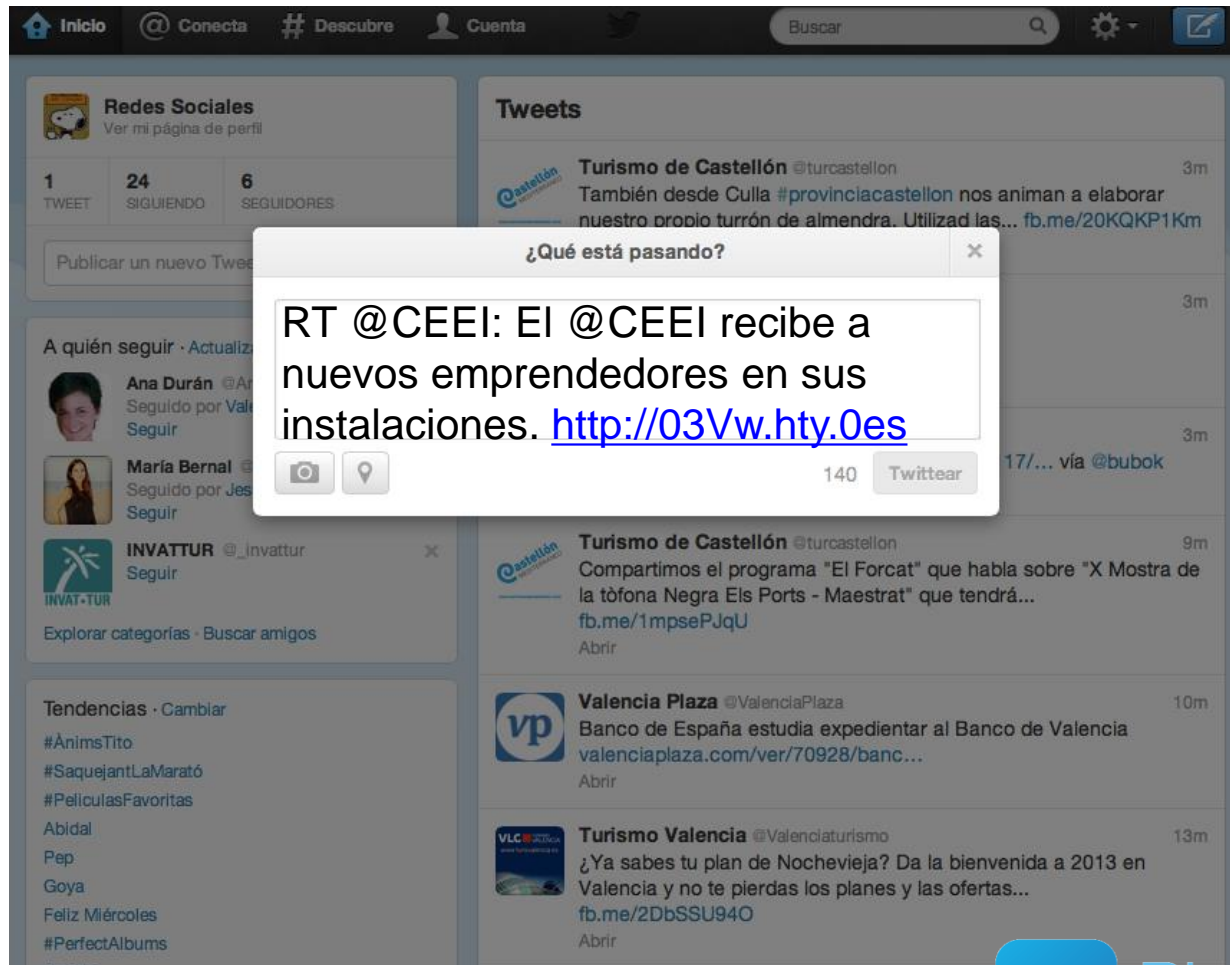 Inicio
Conecta
Descubre
Cuenta
Buscar
Redes Sociales
Ver mi página de perfil
1
TWEET
24
SIGUIENDO
6
SEGUIDORES
Publicar un nuevo
A quién seguir ·
Ana Durán
Seguido por
Seguir
María Bernal
Seguido por
Seguir
INVATTUR @_invattur
Seguir
INVAT·TUR
Explorar categorías · Buscar amigos
Tendencias · Cambiar
#ÀnimsTito
#SaquejantLaMarató
#PeliculasFavoritas
Abidal
Pep
Goya
Feliz Miércoles
#PerfectAlbums
¿Qué está pasando?
RT @CEEI: El @CEEI recibe a
nuevos emprendedores en sus
instalaciones. http://03Vw.hty.0es
140 Twittear
Tweets
Turismo de Castellón @turcastellon 3m
También desde Culla #provinciacastellon nos animan a elaborar
nuestro propio turrón de almendra. Utilizad las... fb.me/20KQKP1Km
3m
3m
17/... vía @bubok
Turismo de Castellón @turcastellon 9m
Compartimos el programa "El Forcat" que habla sobre "X Mostra de
la tòfona Negra Els Ports - Maestrat" que tendrá...
fb.me/1mpsePJqU
Abrir
vp
Valencia Plaza @ValenciaPlaza 10m
Banco de España estudia expedientar al Banco de Valencia
valenciaplaza.com/ver/70928/banc...
Abrir
VLC
Turismo Valencia @Valenciaturismo 13m
¿Ya sabes tu plan de Nochevieja? Da la bienvenida a 2013 en
Valencia y no te pierdas los planes y las ofertas...
fb.me/2DbSSU94O
Abrir